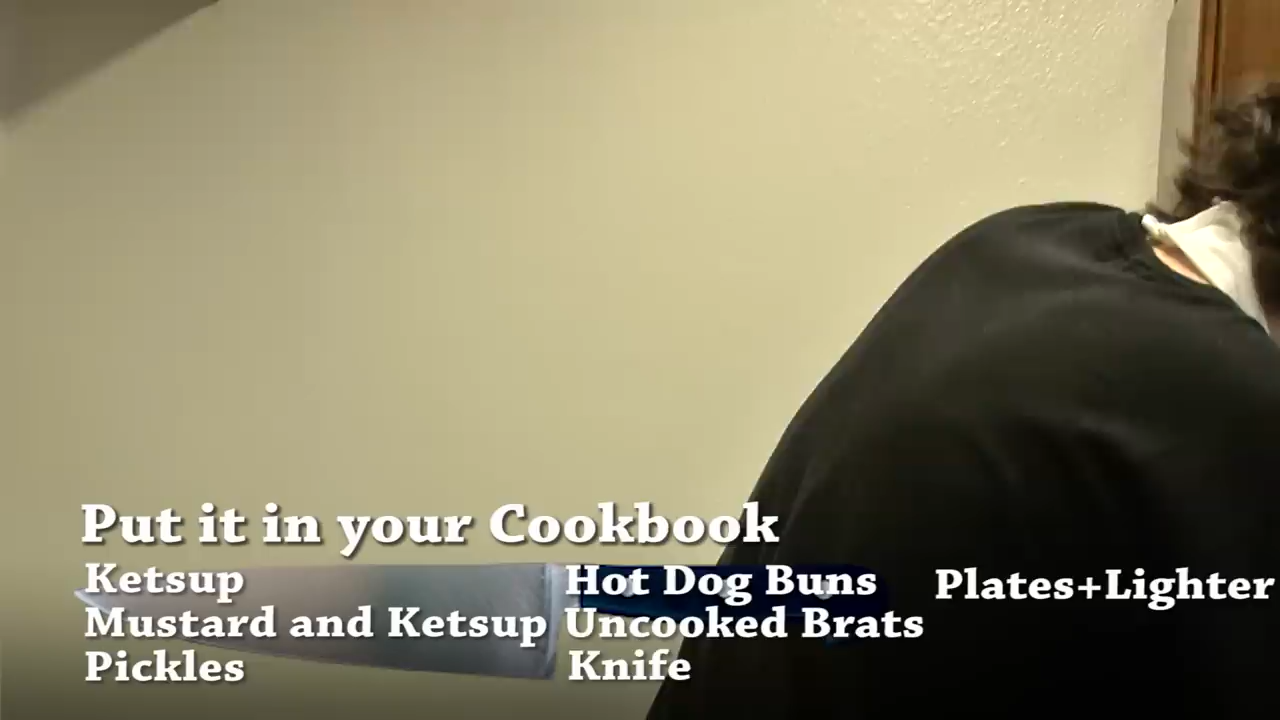 Put it in your Cookbook
Ketsup
Mustard and Ketsup
Pickles
Hot Dog Buns
Uncooked Brats
Knife
Plates+Lighter